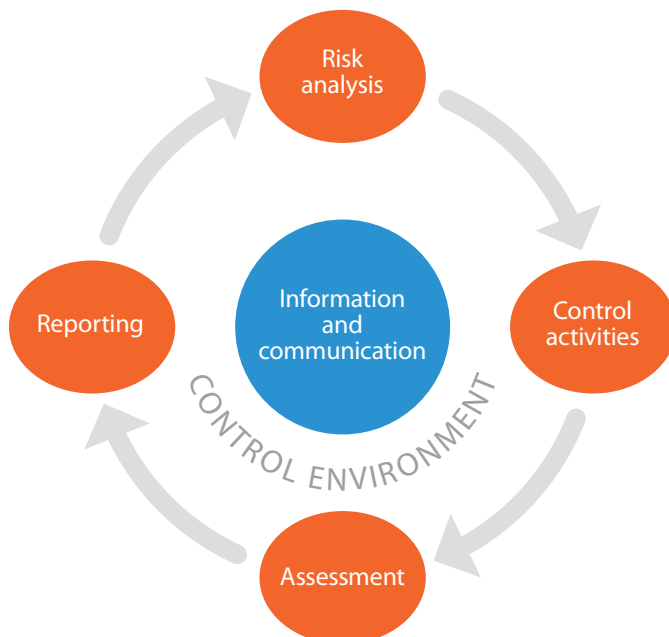 Risk
analysis
Information
and
communication
Reporting
Control
activities
CONTROL ENVIRONMENT
Assessment